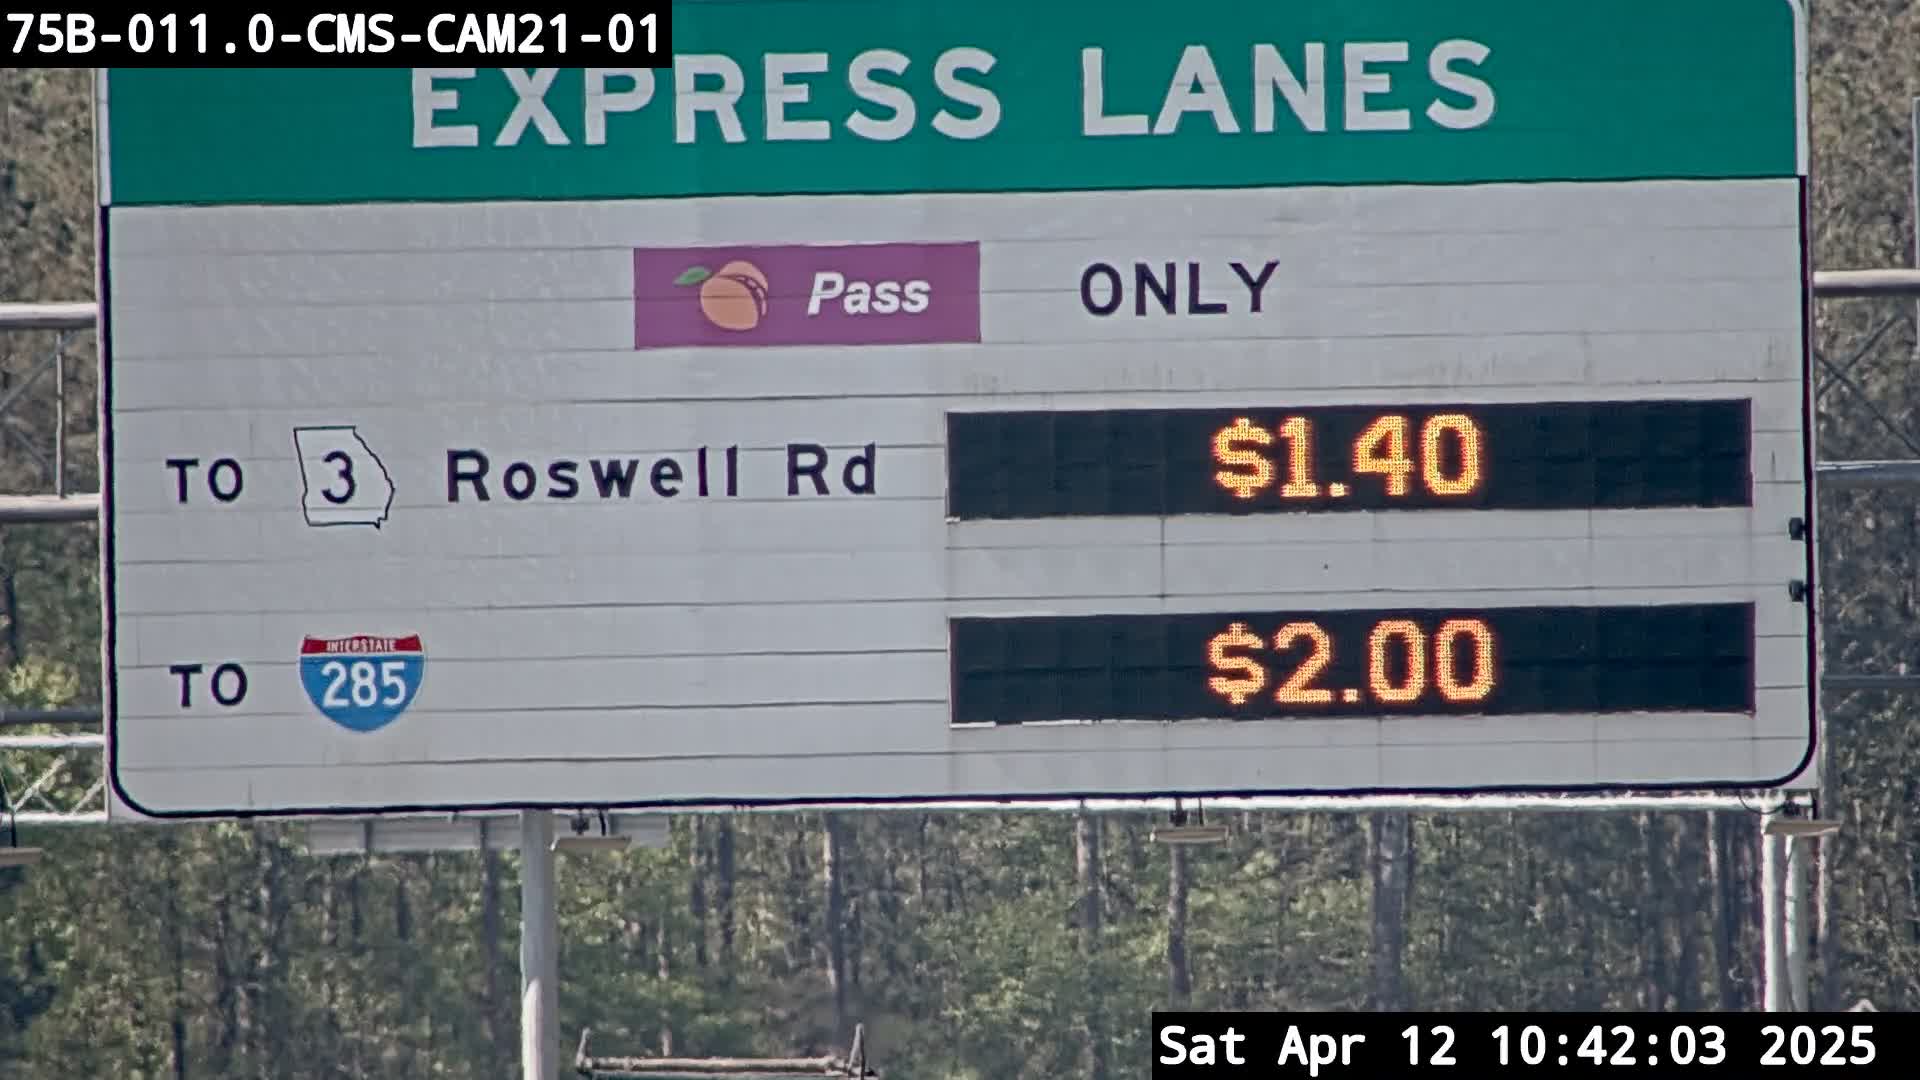 75B-011.0-CMS-CAM21-01
EXPRESS LANES
Pass ONLY
TO 3 Roswell Rd $1.40
INTERSTATE
TO 285 $2.00
Sat Apr 12 10:42:03 2025